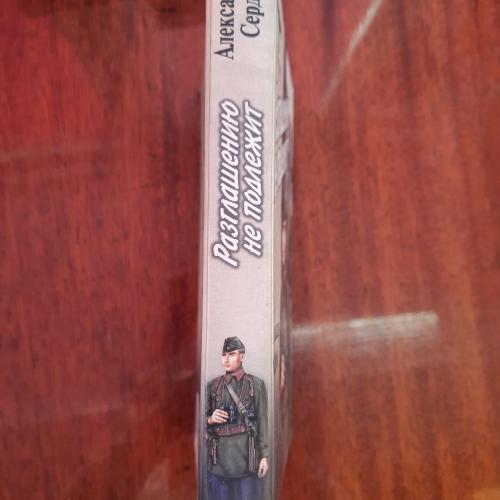 Алекса
Серд
Разглашению
не подлежит